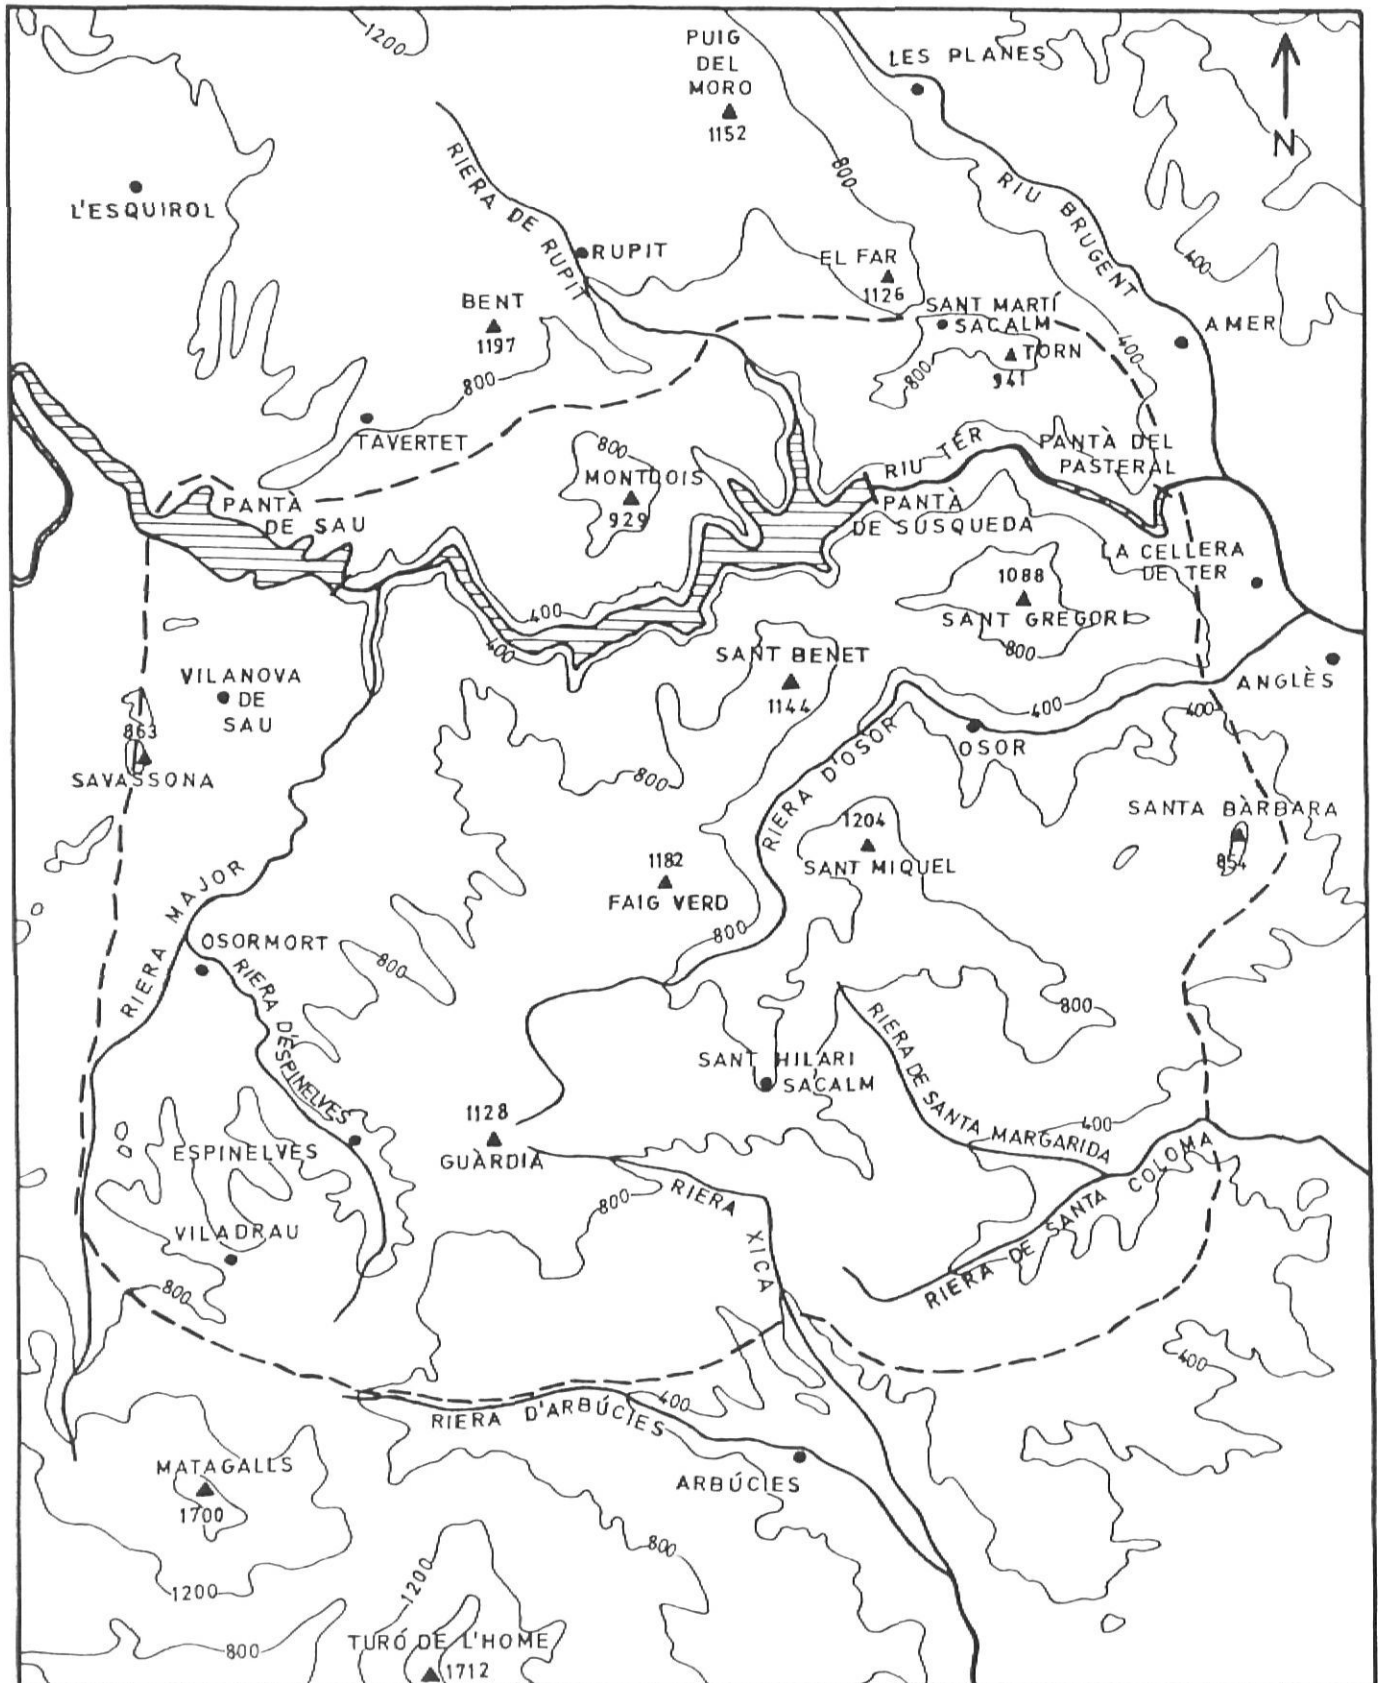 1200
PUIG
DEL
MORO
1152
LES PLANES
N
L'ESQUIROL
RIERA DE RUPIT
RUPIT
800
RIU BRUGENT
400
EL FAR
1126
BENT
1197
SANT MARTÍ
SACALM
AMER
TORN
941
400
800
800
TAVERTET
800
MONTDOIS
929
RIU TER
PANTÀ DEL
PASTERAL
PANTÀ
DE SAU
PANTÀ
DE SUSQUEDA
LA CELLERA
DE TER
1088
SANT GREGORI
800
400
400
SANT BENET
1144
VILANOVA
DE
SAU
ANGLÈS
400
400
863
SAVASSONA
OSOR
RIERA D'OSOR
800
SANTA BÀRBARA
854
1204
SANT MIQUEL
1182
FAIG VERD
RIERA MAJOR
800
OSORMORT
800
RIERA D'ESPINELVES
800
RIERA DE SANTA MARGARIDA
SANT HILARI
SACALM
1128
GUÀRDIA
400
ESPINELVES
RIERA XICA
800
RIERA DE SANTA COLOMA
VILADRAU
800
400
400
RIERA D'ARBÚCIES
MATAGALLS
1700
ARBÚCIES
800
1200
1200
800
TURÓ DE L'HOME
1712